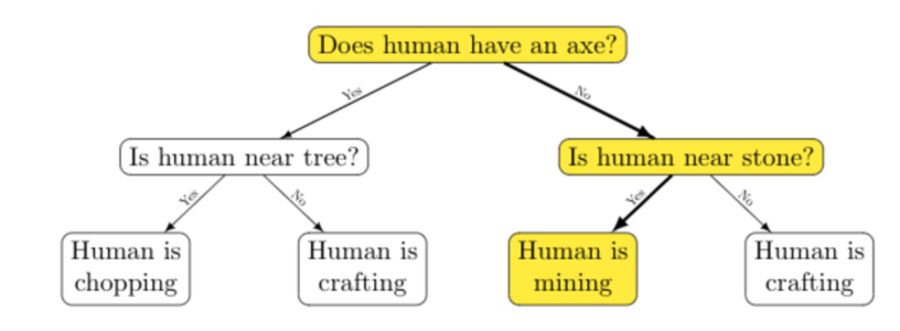 Does human have an axe?
Yes
No
Is human near tree?
Is human near stone?
Yes
No
Yes
No
Human is
chopping
Human is
crafting
Human is
mining
Human is
crafting